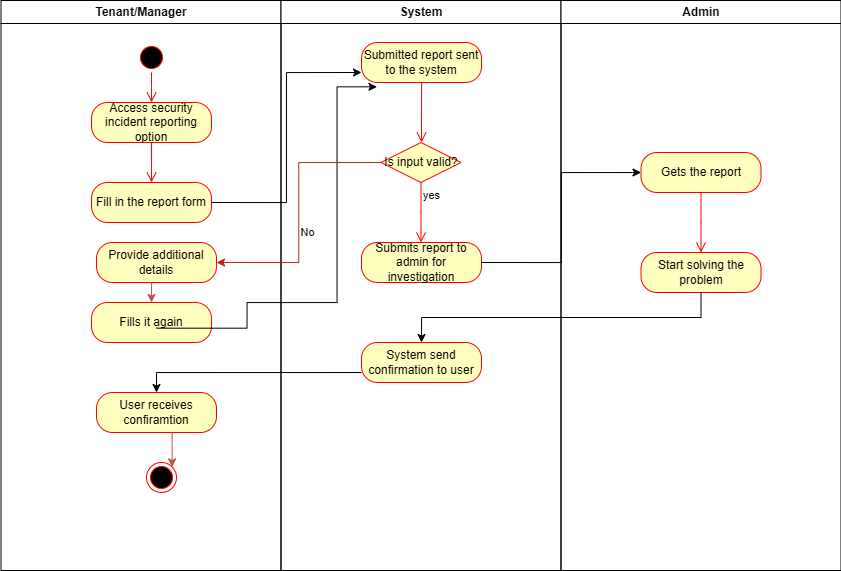 Tenant/Manager
System
Admin
Submitted report sent
to the system
Access security
incident reporting
option
Is input valid?
Gets the report
yes
Fill in the report form
No
Provide additional
details
Submits report to
admin for
investigation
Start solving the
problem
Fills it again
System send
confirmation to user
User receives
confiramtion